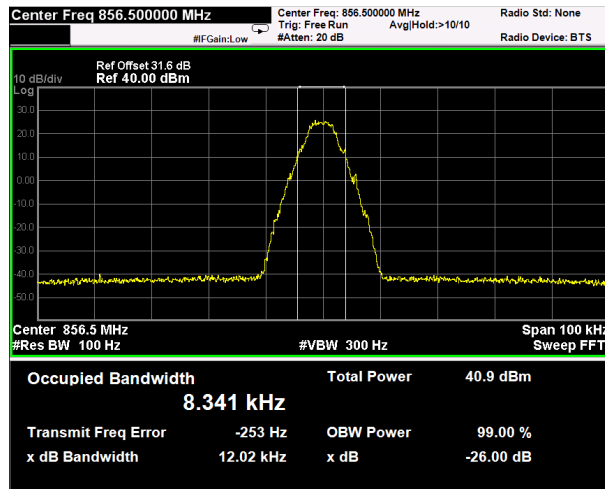 Center Freq 856.500000 MHz
Center Freq: 856.500000 MHz
Radio Std: None
Trig: Free Run
Avg|Hold:>10/10
#IFGain:Low
#Atten: 20 dB
Radio Device: BTS
Ref Offset 31.6 dB
10 dB/div
Ref 40.00 dBm
Log
30.0
20.0
10.0
0.00
-10.0
-20.0
-30.0
-40.0
-50.0
Center 856.5 MHz
Span 100 kHz
#Res BW 100 Hz
#VBW 300 Hz
Sweep FFT
Occupied Bandwidth
8.341 kHz
Total Power
40.9 dBm
Transmit Freq Error
-253 Hz
OBW Power
99.00 %
x dB Bandwidth
12.02 kHz
x dB
-26.00 dB